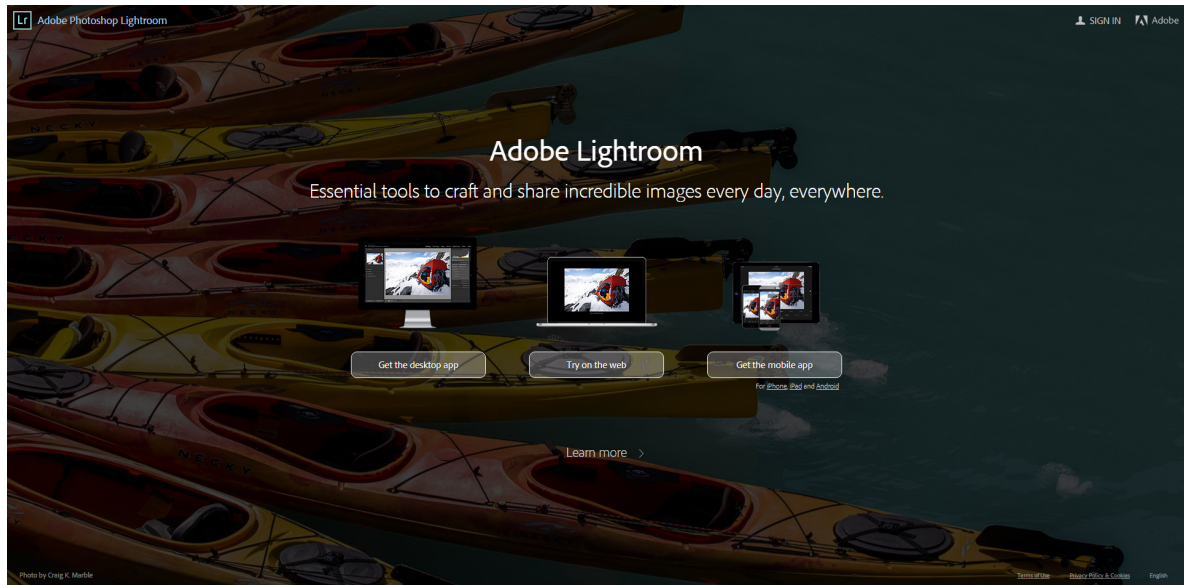 Lr Adobe Photoshop Lightroom
SIGN IN Adobe
NECKY
Adobe Lightroom
Essential tools to craft and share incredible images every day, everywhere.
Get the desktop app
Try on the web
Get the mobile app
For iPhone, iPad and Android
Learn more >
NECKY
Photo by Craig K. Marble
Terms of Use Privacy Policy & Cookies English